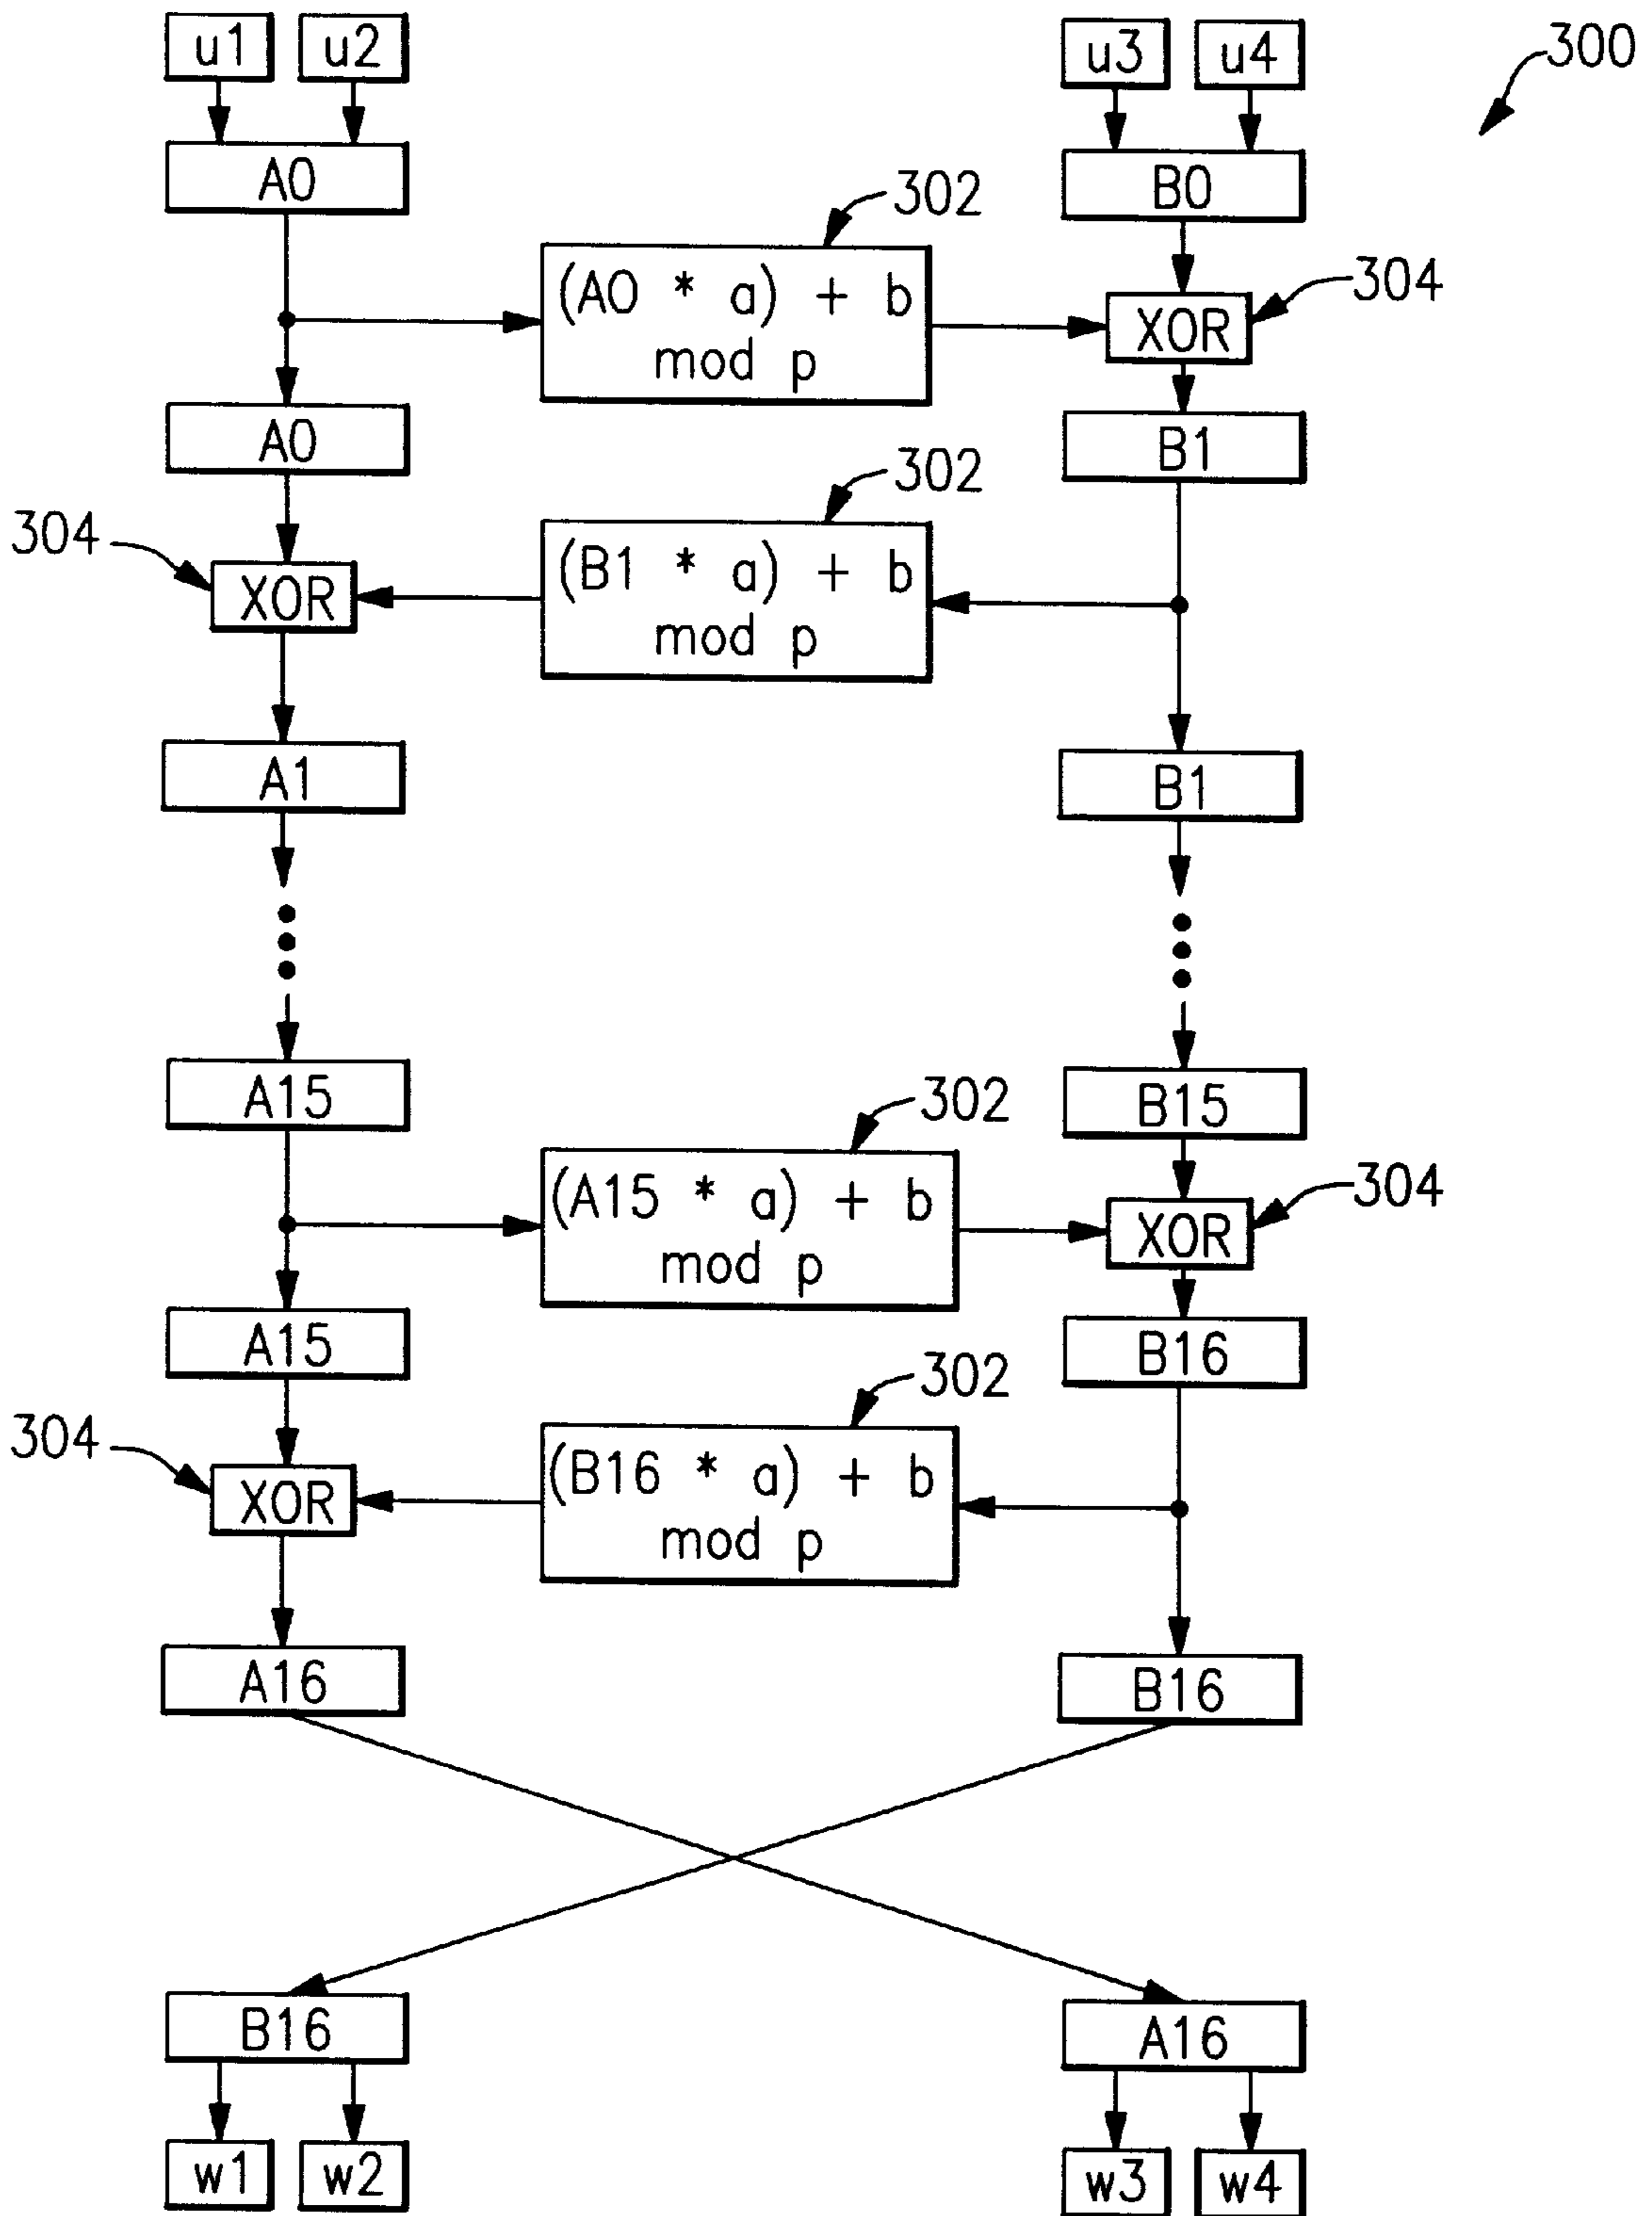 u1 u2 u3 u4 300
A0 B0
302
(A0 * a) + b
mod p
XOR 304
A0 B1
302
304
(B1 * a) + b
mod p
XOR
A1 B1
A15 B15
302
(A15 * a) + b
mod p
XOR 304
A15 B16
302
304
(B16 * a) + b
mod p
XOR
A16 B16
B16 A16
w1 w2 w3 w4